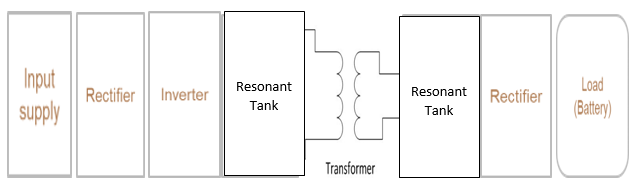 Input
supply
Rectifier
Inverter
Resonant
Tank
Transformer
Resonant
Tank
Rectifier
Load
(Battery)